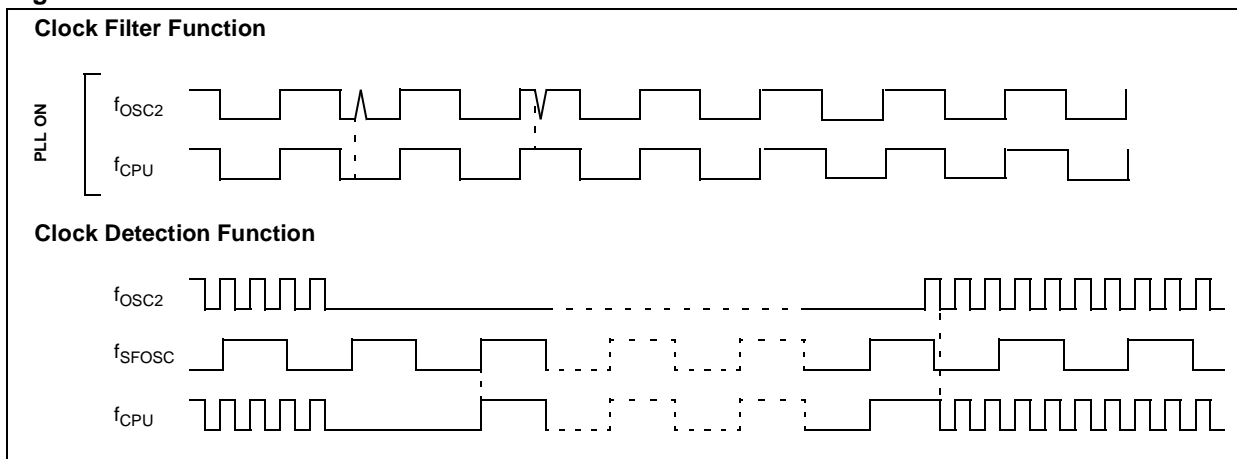 Clock Filter Function
PLL ON
fOSC2
fCPU
Clock Detection Function
fOSC2
fSFOSC
fCPU